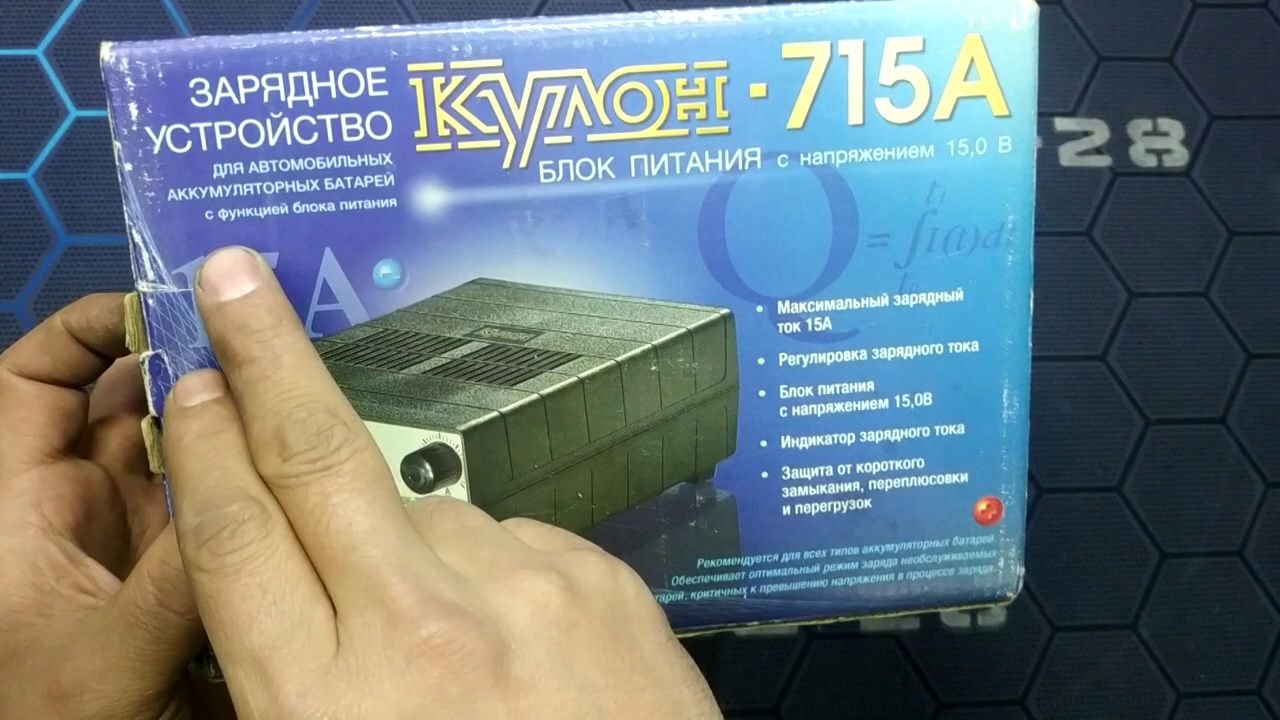 ЗАРЯДНОЕ
УСТРОЙСТВО
ДЛЯ АВТОМОБИЛЬНЫХ
АККУМУЛЯТОРНЫХ БАТАРЕЙ
с функцией блока питания
КУЛОН - 715А
БЛОК ПИТАНИЯ с напряжением 15,0 В
-28
А
Q = ∫I(t)dt
• Максимальный зарядный
ток 15А
• Регулировка зарядного тока
• Блок питания
с напряжением 15,0В
• Индикатор зарядного тока
• Защита от короткого
замыкания, переплюсовки
и перегрузок
Рекомендуется для всех типов аккумуляторных батарей.
Обеспечивает оптимальный режим заряда необслуживаемых
критичных к превышению напряжения в процессе заряда.